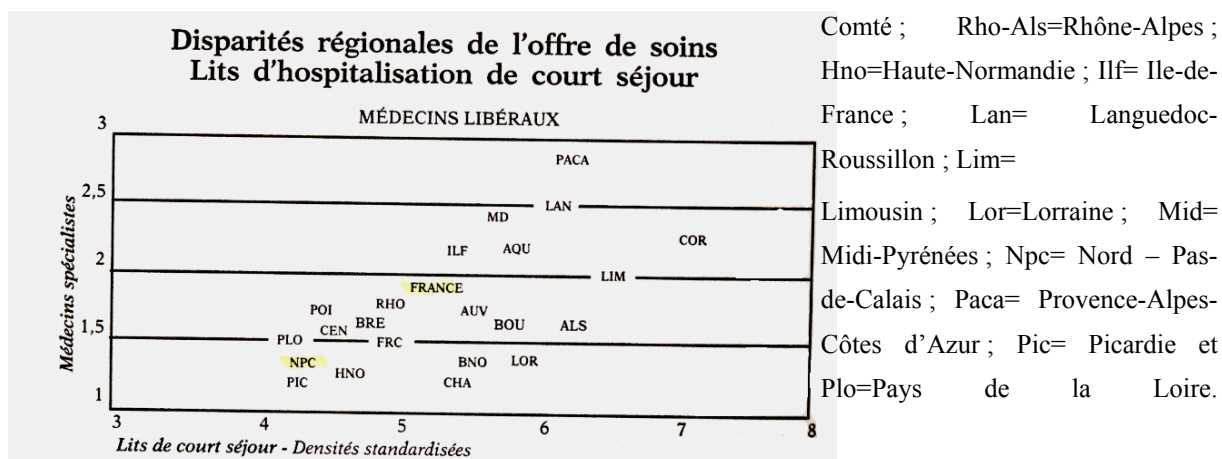 Disparités régionales de l'offre de soins
Lits d'hospitalisation de court séjour
MÉDECINS LIBÉRAUX
Médecins spécialistes
3
PACA
2,5
LAN
MD
COR
ILF
AQU
2
LIM
FRANCE
RHO
POI
AUV
CEN
BRE
BOU
ALS
1,5
PLO
FRC
NPC
BNO
LOR
HNO
PIC
CHA
1
3 4 5 6 7 8
Lits de court séjour - Densités standardisées
Comté ; Rho-Als=Rhône-Alpes ;
Hno=Haute-Normandie ; Ilf= Ile-de-
France ; Lan= Languedoc-
Roussillon ; Lim=
Limousin ; Lor=Lorraine ; Mid=
Midi-Pyrénées ; Npc= Nord – Pas-
de-Calais ; Paca= Provence-Alpes-
Côtes d'Azur ; Pic= Picardie et
Plo=Pays de la Loire.